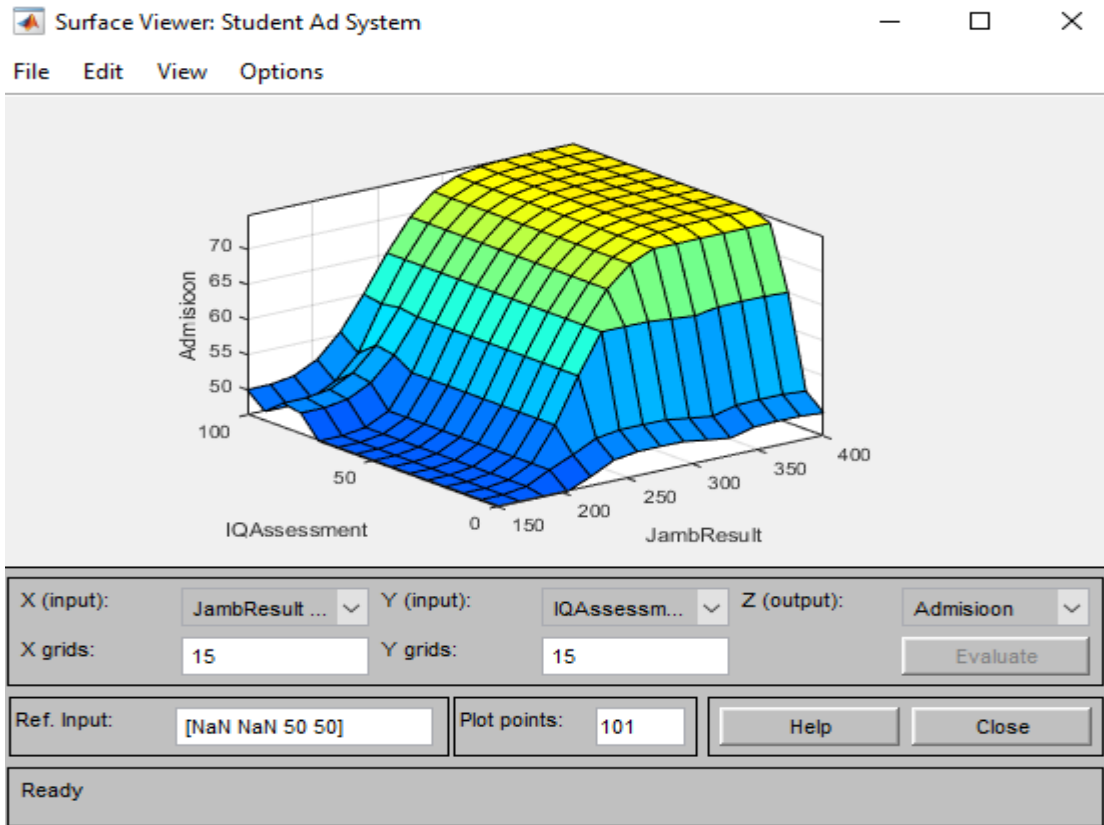 Surface Viewer: Student Ad System
File Edit View Options
Admisioon
70
65
60
55
50
100
50
0
IQAssessment
150
200
250
300
350
400
JambResult
X (input): JambResult ... Y (input): IQAssessm... Z (output): Admisioon
X grids: 15 Y grids: 15 Evaluate
Ref. Input: [NaN NaN 50 50] Plot points: 101 Help Close
Ready